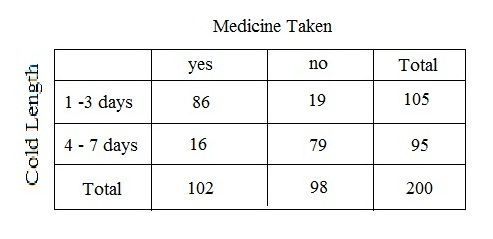 Medicine Taken
Cold Length
yes no Total
1 -3 days 86 19 105
4 - 7 days 16 79 95
Total 102 98 200